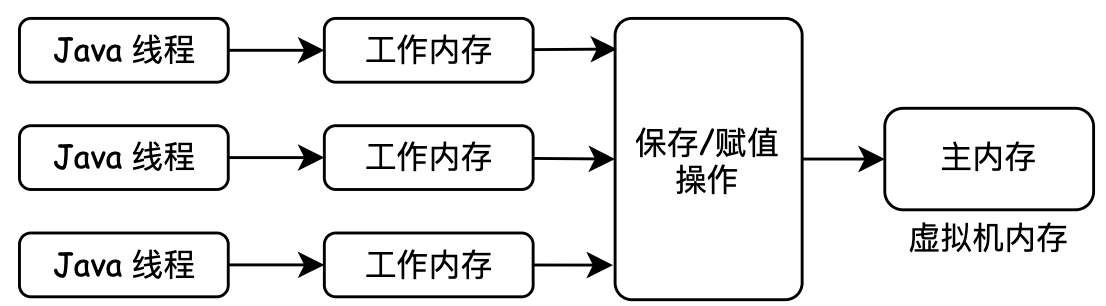 Java 线程
工作内存
Java 线程
工作内存
保存/赋值
操作
主内存
虚拟机内存
Java 线程
工作内存